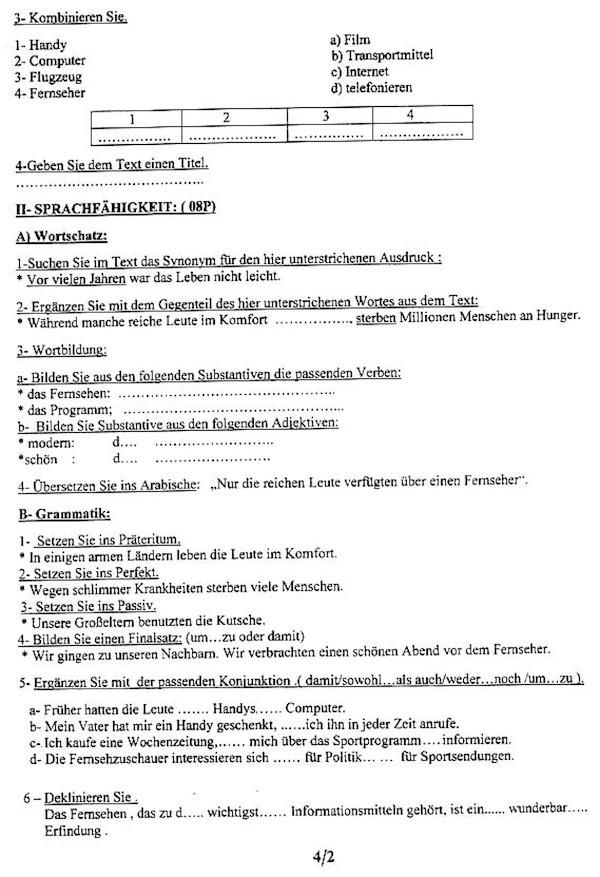 3- Kombinieren Sie.
1- Handy a) Film
2- Computer b) Transportmittel
3- Flugzeug c) Internet
4- Fernseher d) telefonieren
1 2 3 4
................ ................ ................ ................
4-Geben Sie dem Text einen Titel.
..........................................
II- SPRACHFÄHIGKEIT: ( 08P)
A) Wortschatz:
1-Suchen Sie im Text das Synonym für den hier unterstrichenen Ausdruck :
* Vor vielen Jahren war das Leben nicht leicht.
2- Ergänzen Sie mit dem Gegenteil des hier unterstrichenen Wortes aus dem Text:
* Während manche reiche Leute im Komfort ................. sterben Millionen Menschen an Hunger.
3- Wortbildung:
a- Bilden Sie aus den folgenden Substantiven die passenden Verben:
* das Fernsehen: ................................................
* das Programm; ................................................
b- Bilden Sie Substantive aus den folgenden Adjektiven:
* modern: d.... ..........................
*schön : d.... .........................
4- Übersetzen Sie ins Arabische: „Nur die reichen Leute verfügten über einen Fernseher“.
B- Grammatik:
1- Setzen Sie ins Präteritum.
* In einigen armen Ländern leben die Leute im Komfort.
2- Setzen Sie ins Perfekt.
* Wegen schlimmer Krankheiten sterben viele Menschen.
3- Setzen Sie ins Passiv.
* Unsere Großeltern benutzten die Kutsche.
4- Bilden Sie einen Finalsatz: (um...zu oder damit)
* Wir gingen zu unseren Nachbarn. Wir verbrachten einen schönen Abend vor dem Fernseher.
5- Ergänzen Sie mit der passenden Konjunktion .( damit/sowohl...als auch/weder...noch /um...zu ).
a- Früher hatten die Leute ....... Handys...... Computer.
b- Mein Vater hat mir ein Handy geschenkt, ......ich ihn in jeder Zeit anrufe.
c- Ich kaufe eine Wochenzeitung,...... mich über das Sportprogramm....informieren.
d- Die Fernsehzuschauer interessieren sich ...... für Politik... ... für Sportsendungen.
6 – Deklinieren Sie .
Das Fernsehen , das zu d..... wichtigst...... Informationsmitteln gehört, ist ein...... wunderbar.....
Erfindung .
4/2